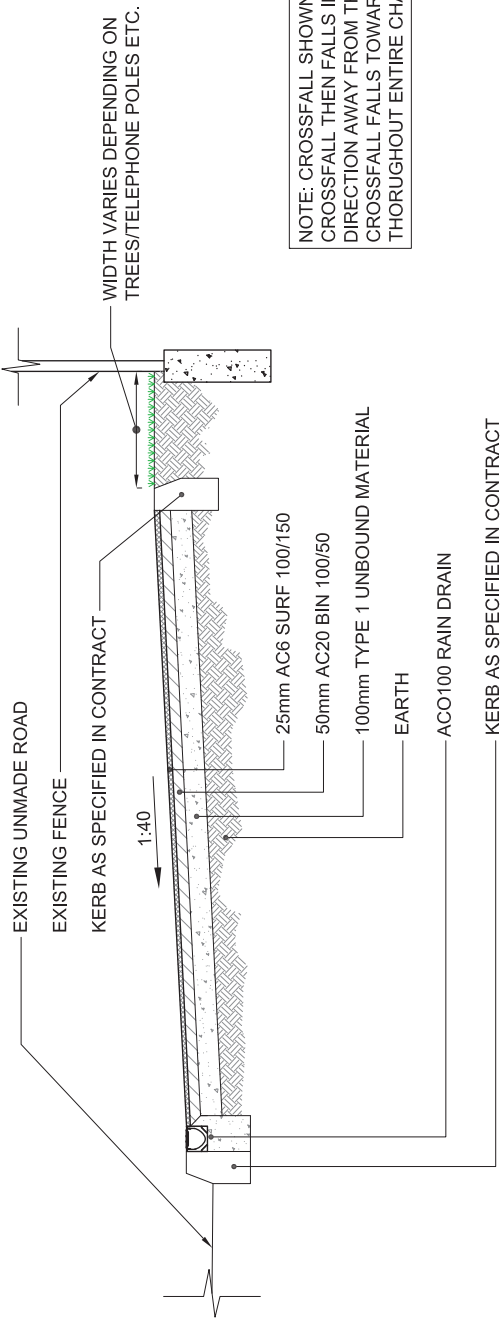 EXISTING UNMADE ROAD
EXISTING FENCE
KERB AS SPECIFIED IN CONTRACT
WIDTH VARIES DEPENDING ON
TREES/TELEPHONE POLES ETC.
1:40
25mm AC6 SURF 100/150
50mm AC20 BIN 100/50
100mm TYPE 1 UNBOUND MATERIAL
EARTH
ACO100 RAIN DRAIN
KERB AS SPECIFIED IN CONTRACT
NOTE: CROSSFALL SHOWN
CROSSFALL THEN FALLS
DIRECTION AWAY FROM
CROSSFALL FALLS
THORUGHOUT ENTIRE